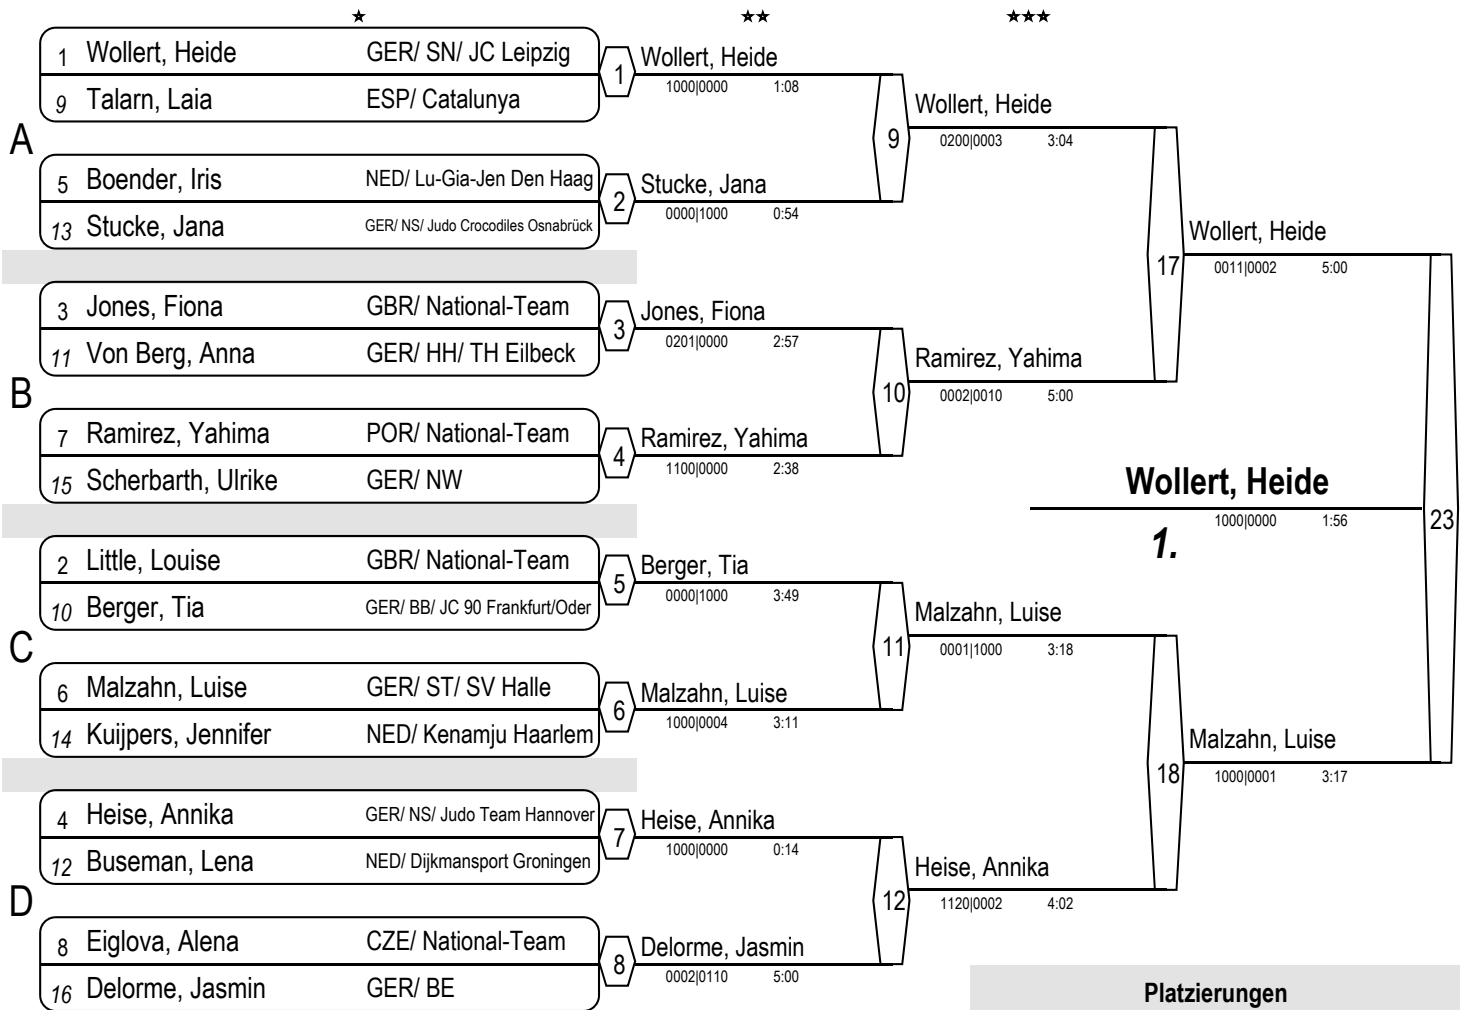 ★ ★★ ★★★
1 Wollert, Heide GER/ SN/ JC Leipzig
9 Talarn, Laia ESP/ Catalunya
1 Wollert, Heide
1000|0000 1:08
A
5 Boender, Iris NED/ Lu-Gia-Jen Den Haag
13 Stucke, Jana GER/ NS/ Judo Crocodiles Osnabrück
2 Stucke, Jana
0000|1000 0:54
9 Wollert, Heide
0200|0003 3:04
3 Jones, Fiona GBR/ National-Team
11 Von Berg, Anna GER/ HH/ TH Eilbeck
3 Jones, Fiona
0201|0000 2:57
B
7 Ramirez, Yahima POR/ National-Team
15 Scherbarth, Ulrike GER/ NW
4 Ramirez, Yahima
1100|0000 2:38
10 Ramirez, Yahima
0002|0010 5:00
17 Wollert, Heide
0011|0002 5:00
2 Little, Louise GBR/ National-Team
10 Berger, Tia GER/ BB/ JC 90 Frankfurt/Oder
5 Berger, Tia
0000|1000 3:49
C
6 Malzahn, Luise GER/ ST/ SV Halle
14 Kuijpers, Jennifer NED/ Kenamju Haarlem
6 Malzahn, Luise
1000|0004 3:11
11 Malzahn, Luise
0001|1000 3:18
4 Heise, Annika GER/ NS/ Judo Team Hannover
12 Buseman, Lena NED/ Dijkmansport Groningen
7 Heise, Annika
1000|0000 0:14
D
8 Eiglova, Alena CZE/ National-Team
16 Delorme, Jasmin GER/ BE
8 Delorme, Jasmin
0002|0110 5:00
12 Heise, Annika
1120|0002 4:02
18 Malzahn, Luise
1000|0001 3:17
23 Wollert, Heide
1000|0000 1:56
1.
Platzierungen